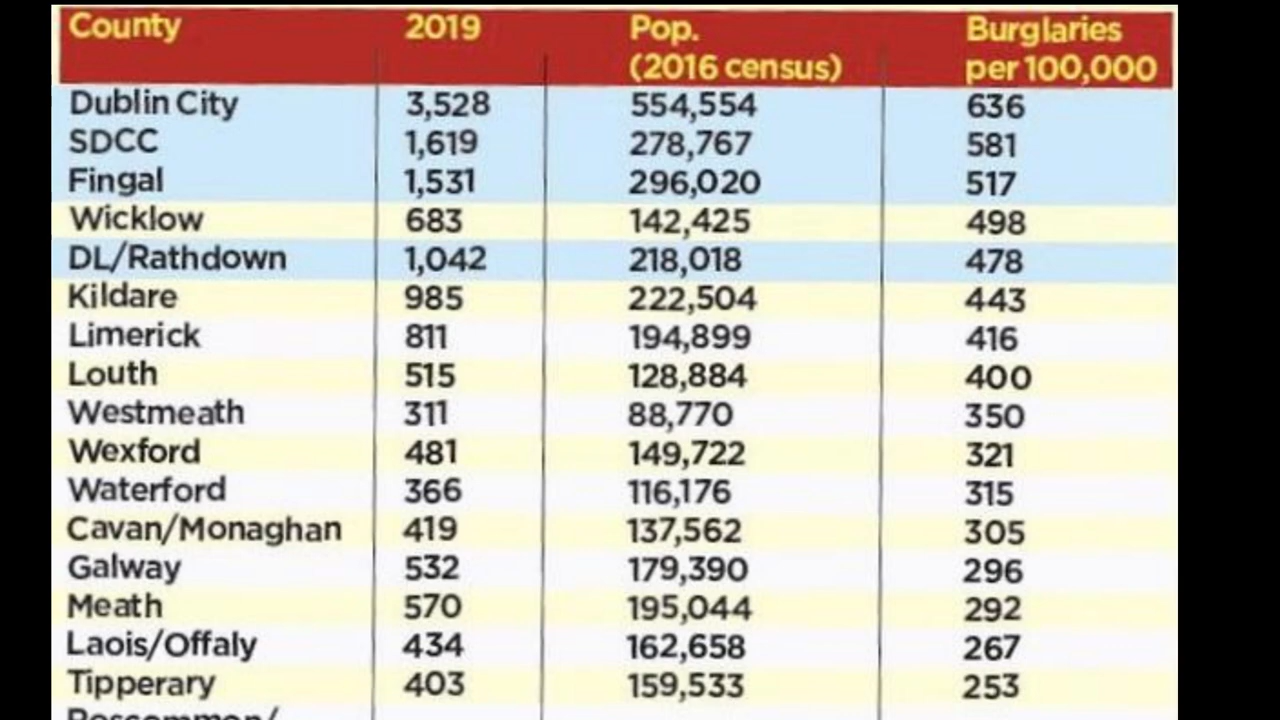 County 2019 Pop. (2016 census) Burglaries per 100,000
Dublin City 3,528 554,554 636
SDCC 1,619 278,767 581
Fingal 1,531 296,020 517
Wicklow 683 142,425 498
DL/Rathdown 1,042 218,018 478
Kildare 985 222,504 443
Limerick 811 194,899 416
Louth 515 128,884 400
Westmeath 311 88,770 350
Wexford 481 149,722 321
Waterford 366 116,176 315
Cavan/Monaghan 419 137,562 305
Galway 532 179,390 296
Meath 570 195,044 292
Laois/Offaly 434 162,658 267
Tipperary 403 159,533 253